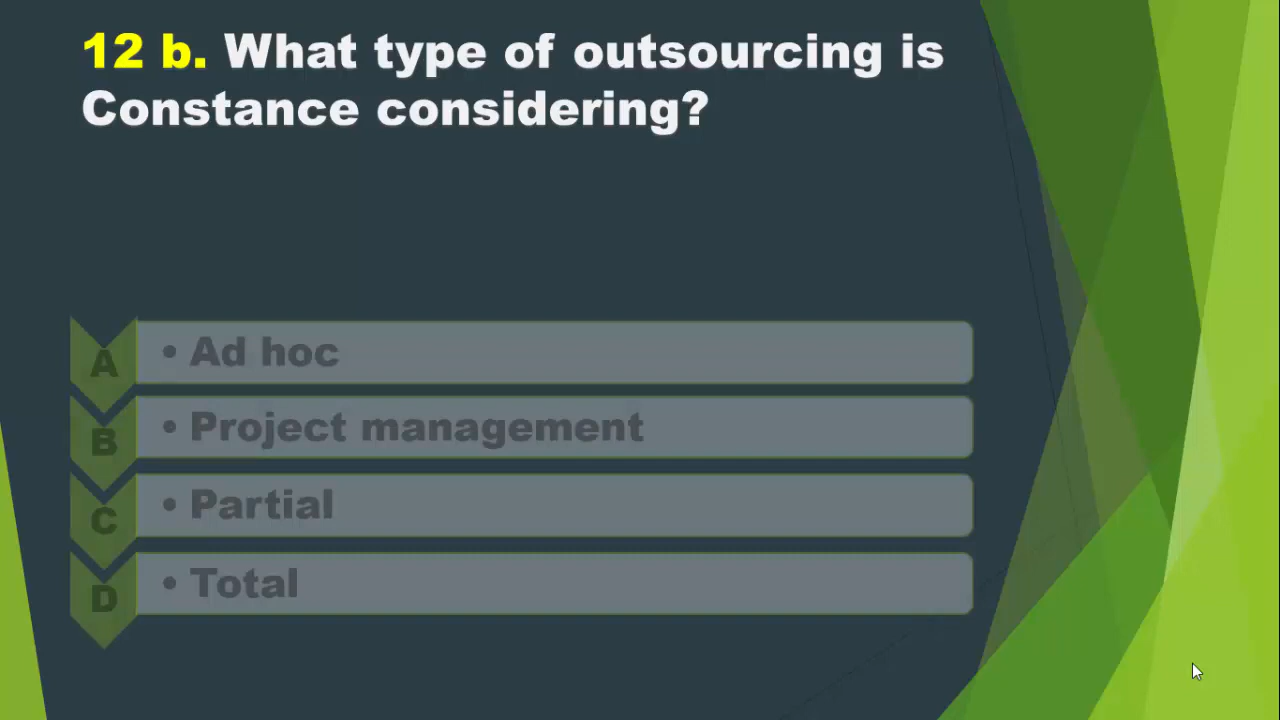 12 b. What type of outsourcing is
Constance considering?
A • Ad hoc
B • Project management
C • Partial
D • Total